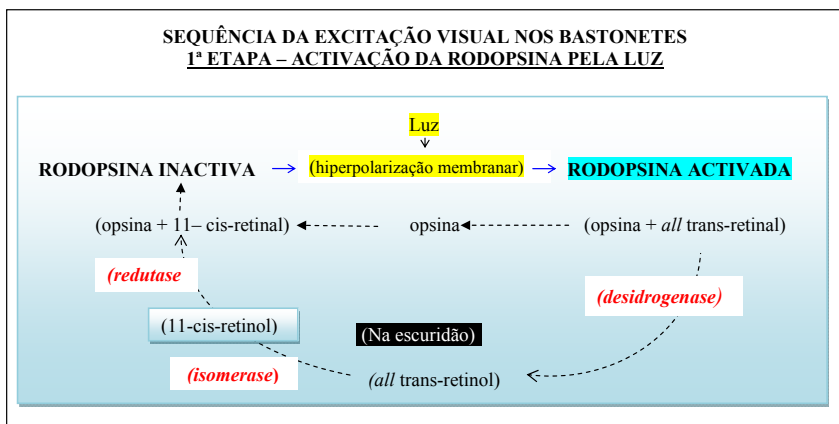 SEQUÊNCIA DA EXCITAÇÃO VISUAL NOS BASTONETES
1ª ETAPA – ACTIVAÇÃO DA RODOPSINA PELA LUZ
Luz
RODOPSINA INACTIVA (hiperpolarização membranar) RODOPSINA ACTIVADA
(opsina + 11– cis-retinal) opsina (opsina + all trans-retinal)
(redutase (desidrogenase)
(11-cis-retinol) (Na escuridão)
(isomerase) (all trans-retinol)